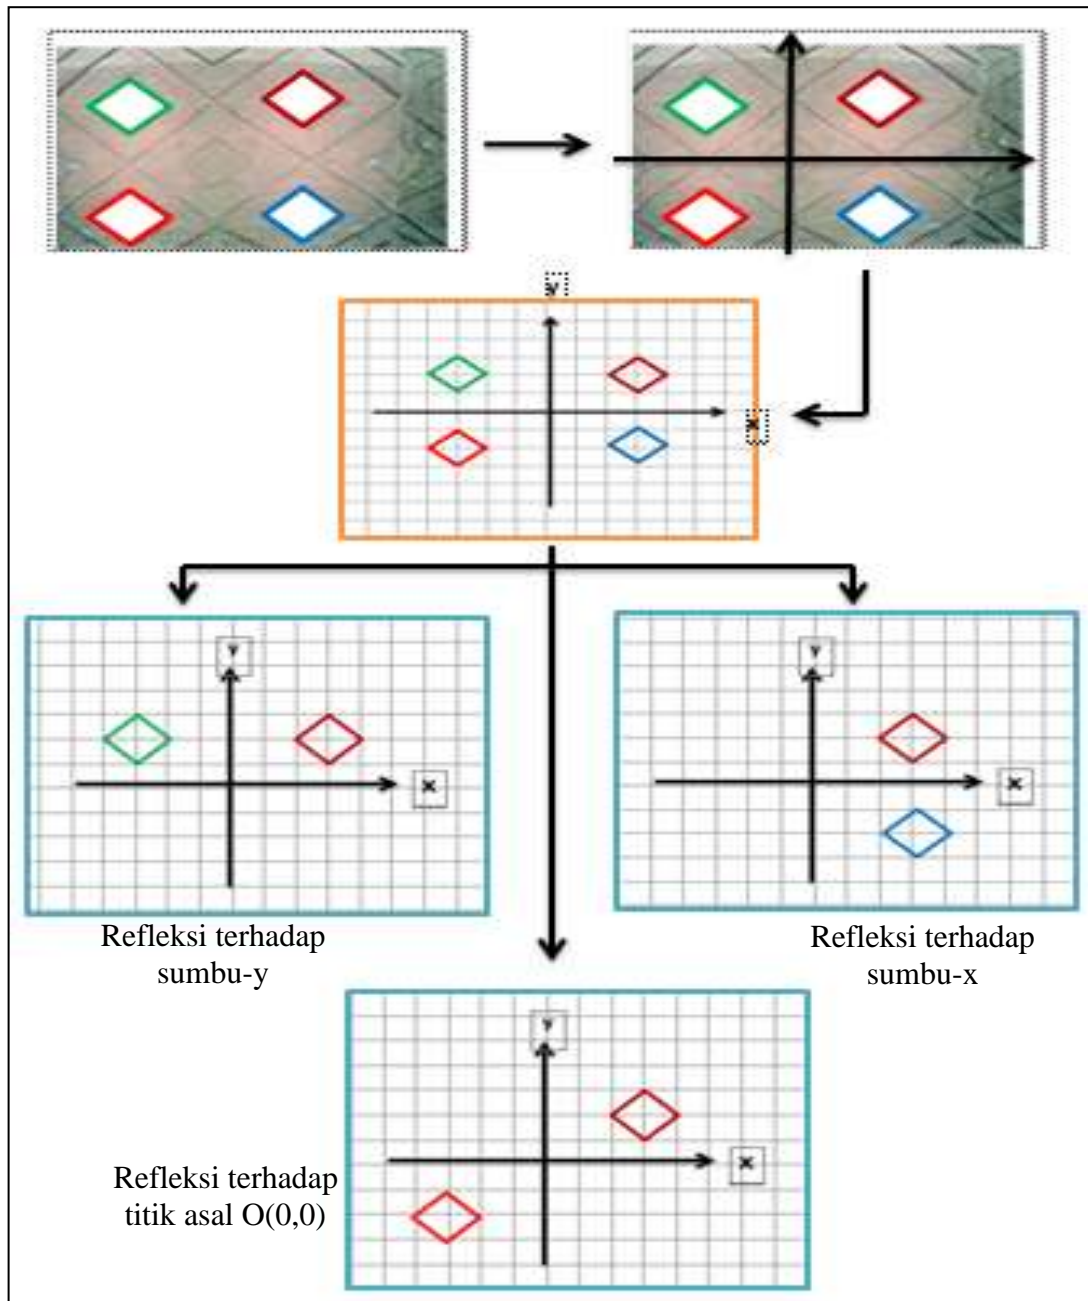 Y
X
Y
X
Y
X
Refleksi terhadap
sumbu-y
Refleksi terhadap
sumbu-x
Y
X
Refleksi terhadap
titik asal O(0,0)